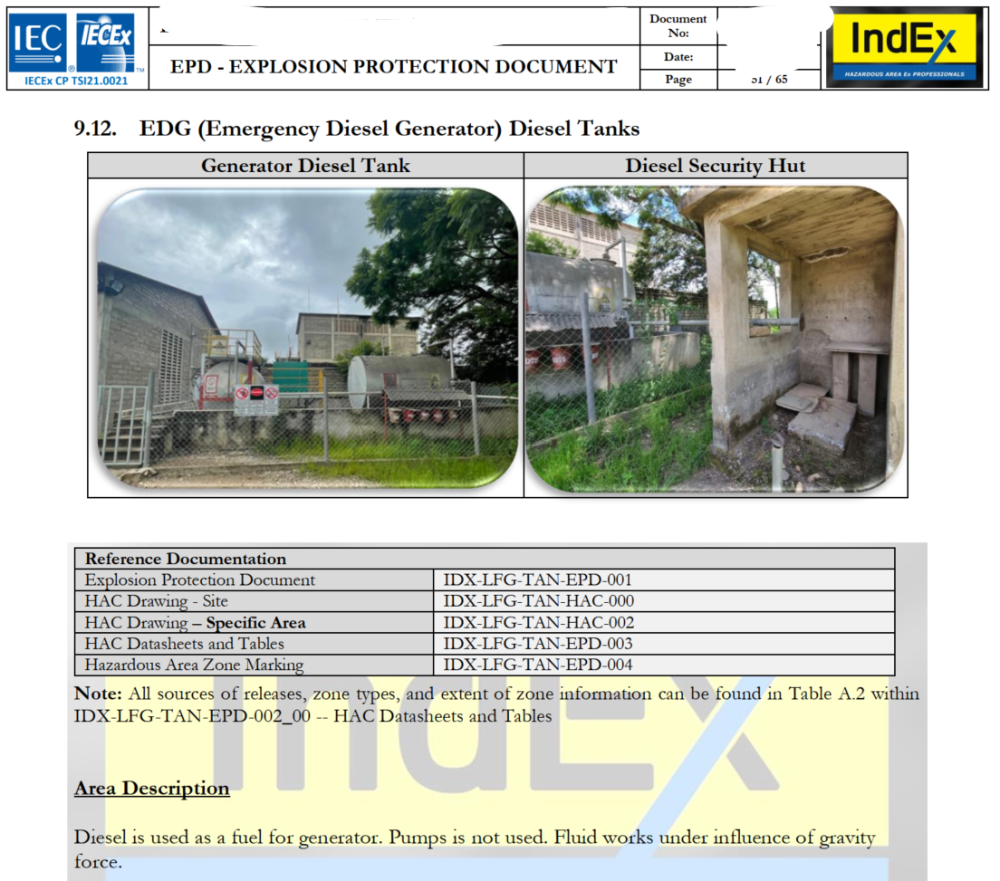 IEC IECEx
IECEx CP TSI21.0021
EPD - EXPLOSION PROTECTION DOCUMENT
Document
No:
Date:
Page
/ 65
IndEx
HAZARDOUS AREA Ex PROFESSIONALS
9.12. EDG (Emergency Diesel Generator) Diesel Tanks
Generator Diesel Tank
Diesel Security Hut
Reference Documentation
Explosion Protection Document IDX-LFG-TAN-EPD-001
HAC Drawing - Site IDX-LFG-TAN-HAC-000
HAC Drawing – Specific Area IDX-LFG-TAN-HAC-002
HAC Datasheets and Tables IDX-LFG-TAN-EPD-003
Hazardous Area Zone Marking IDX-LFG-TAN-EPD-004
Note: All sources of releases, zone types, and extent of zone information can be found in Table A.2 within
IDX-LFG-TAN-EPD-002_00 -- HAC Datasheets and Tables
IndEx
Area Description
Diesel is used as a fuel for generator. Pumps is not used. Fluid works under influence of gravity
force.